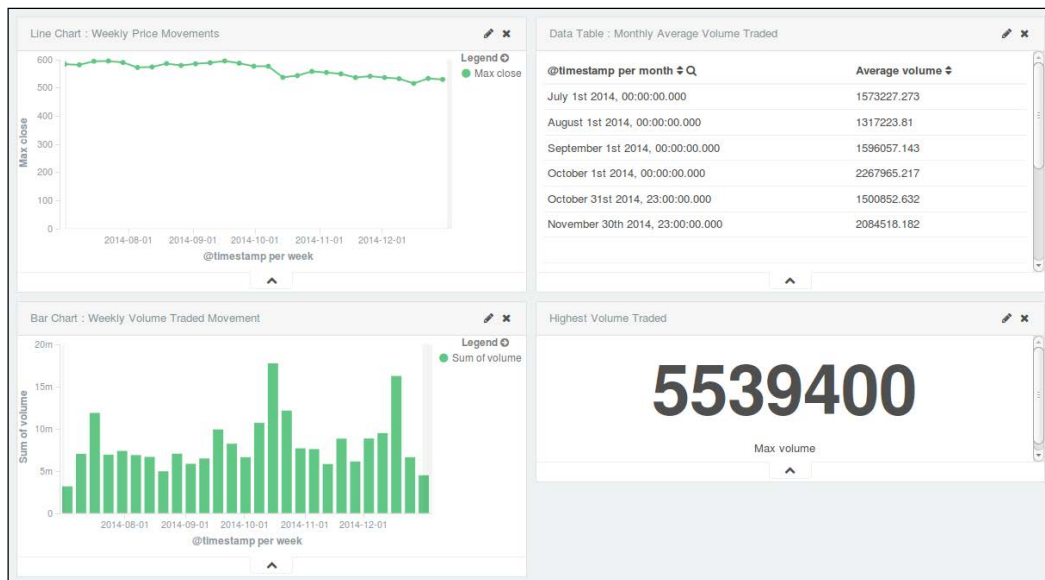 Line Chart : Weekly Price Movements
Legend
Max close
600
500
400
300
200
100
0
Max close
2014-08-01 2014-09-01 2014-10-01 2014-11-01 2014-12-01
@timestamp per week
Data Table : Monthly Average Volume Traded
@timestamp per month Average volume
July 1st 2014, 00:00:00.000 1573227.273
August 1st 2014, 00:00:00.000 1317223.81
September 1st 2014, 00:00:00.000 1596057.143
October 1st 2014, 00:00:00.000 2267965.217
October 31st 2014, 23:00:00.000 1500852.632
November 30th 2014, 23:00:00.000 2084518.182
Bar Chart : Weekly Volume Traded Movement
Legend
Sum of volume
20m
15m
10m
5m
0
Sum of volume
2014-08-01 2014-09-01 2014-10-01 2014-11-01 2014-12-01
@timestamp per week
Highest Volume Traded
5539400
Max volume